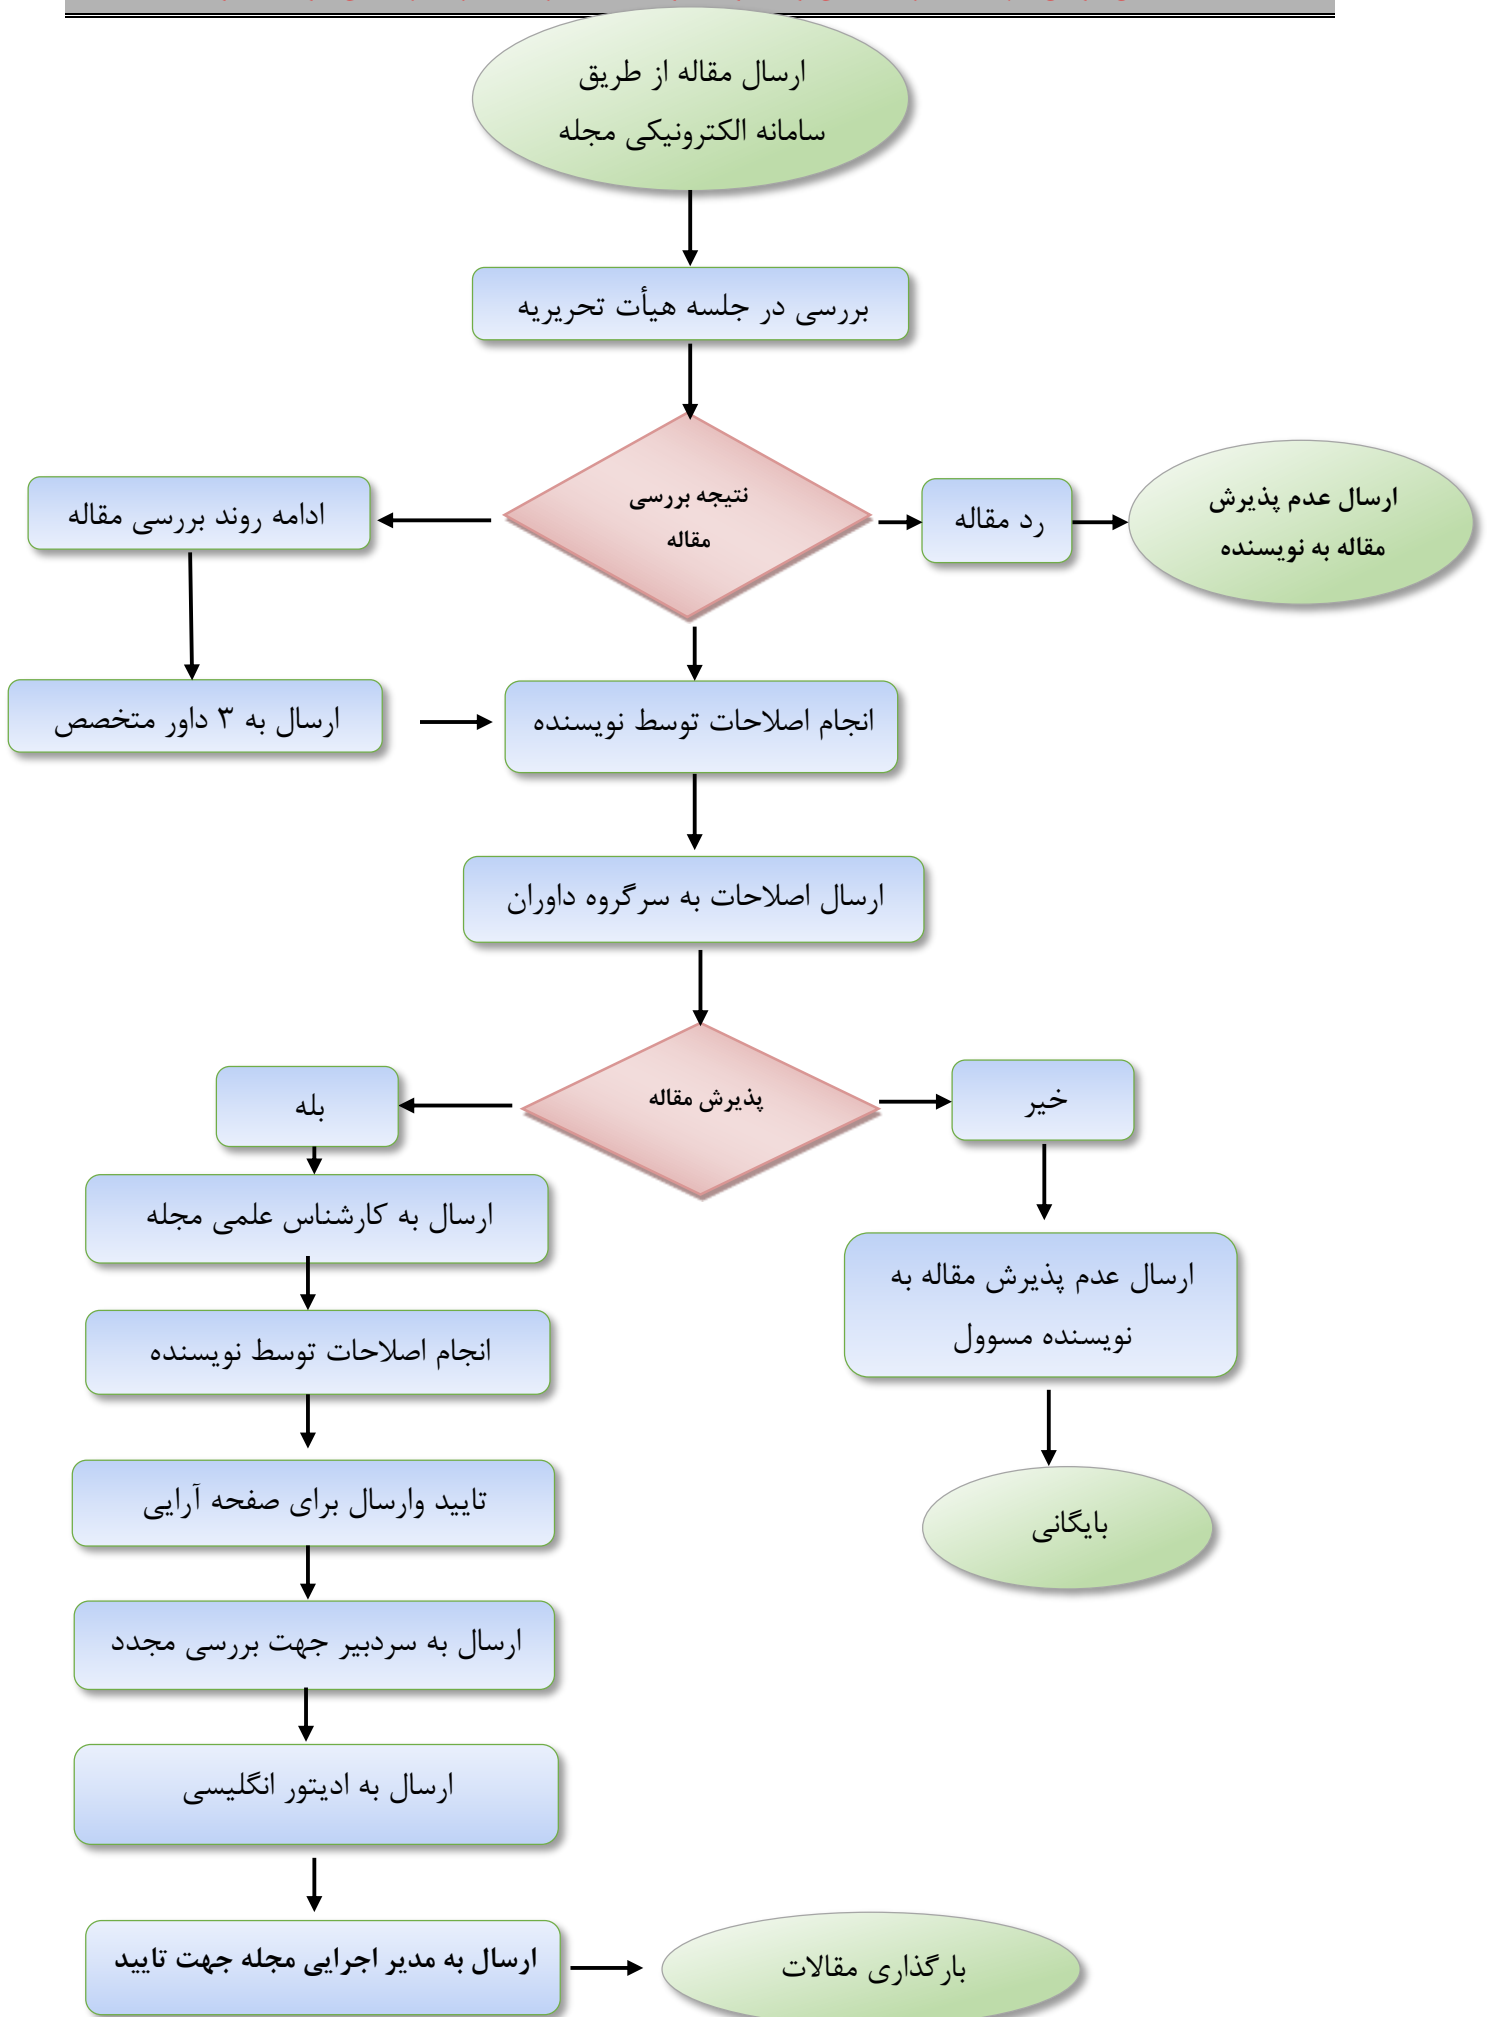 ارسال مقاله از طریق
سامانه الکترونیکی مجله
بررسی در جلسه هیأت تحریریه
نتیجه بررسی
مقاله
رد مقاله
ارسال عدم پذیرش
مقاله به نویسنده
ادامه روند بررسی مقاله
ارسال به ۳ داور متخصص
انجام اصلاحات توسط نویسنده
ارسال اصلاحات به سرگروه داوران
پذیرش مقاله
خیر
بله
ارسال به کارشناس علمی مجله
ارسال عدم پذیرش مقاله به
نویسنده مسوول
انجام اصلاحات توسط نویسنده
تایید وارسال برای صفحه آرایی
بایگانی
ارسال به سردبیر جهت بررسی مجدد
ارسال به ادیتور انگلیسی
ارسال به مدیر اجرایی مجله جهت تایید
بارگذاری مقالات